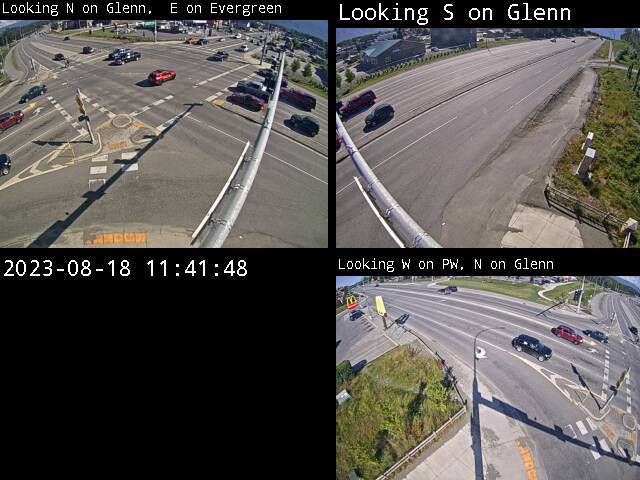 Looking N on Glenn,  E on Evergreen
Looking S on Glenn
2023-08-18 11:41:48
Looking W on PW, N on Glenn